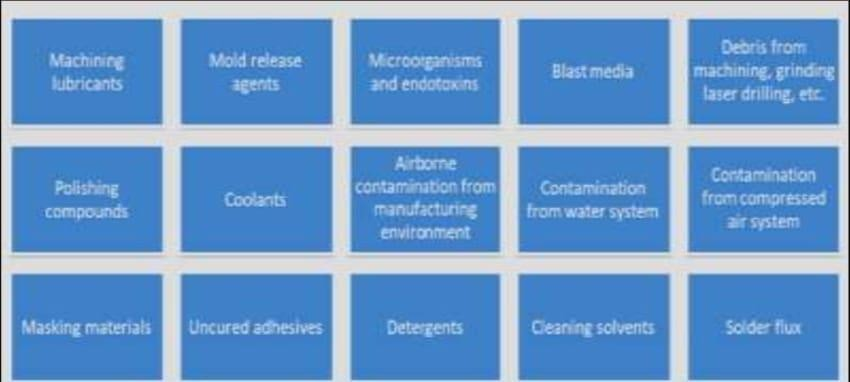 Machining
lubricants
Mold release
agents
Microorganisms
and endotoxins
Blast media
Debris from
machining, grinding
laser drilling, etc.
Polishing
compounds
Coolants
Airborne
contamination from
manufacturing
environment
Contamination
from water system
Contamination
from compressed
air system
Masking materials
Uncured adhesives
Detergents
Cleaning solvents
Solder flux